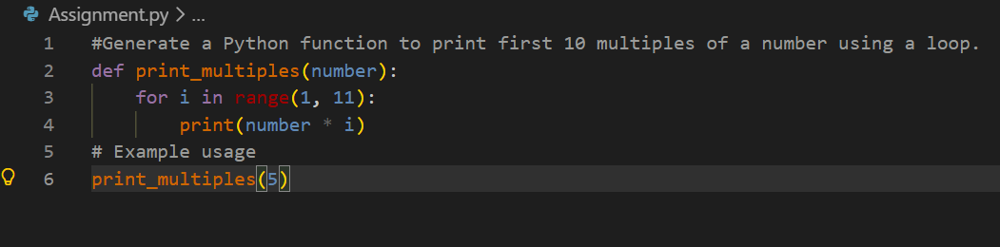 Assignment.py > ...
1 #Generate a Python function to print first 10 multiples of a number using a loop.
2 def print_multiples(number):
3     for i in range(1, 11):
4         print(number * i)
5 # Example usage
6 print_multiples(5)